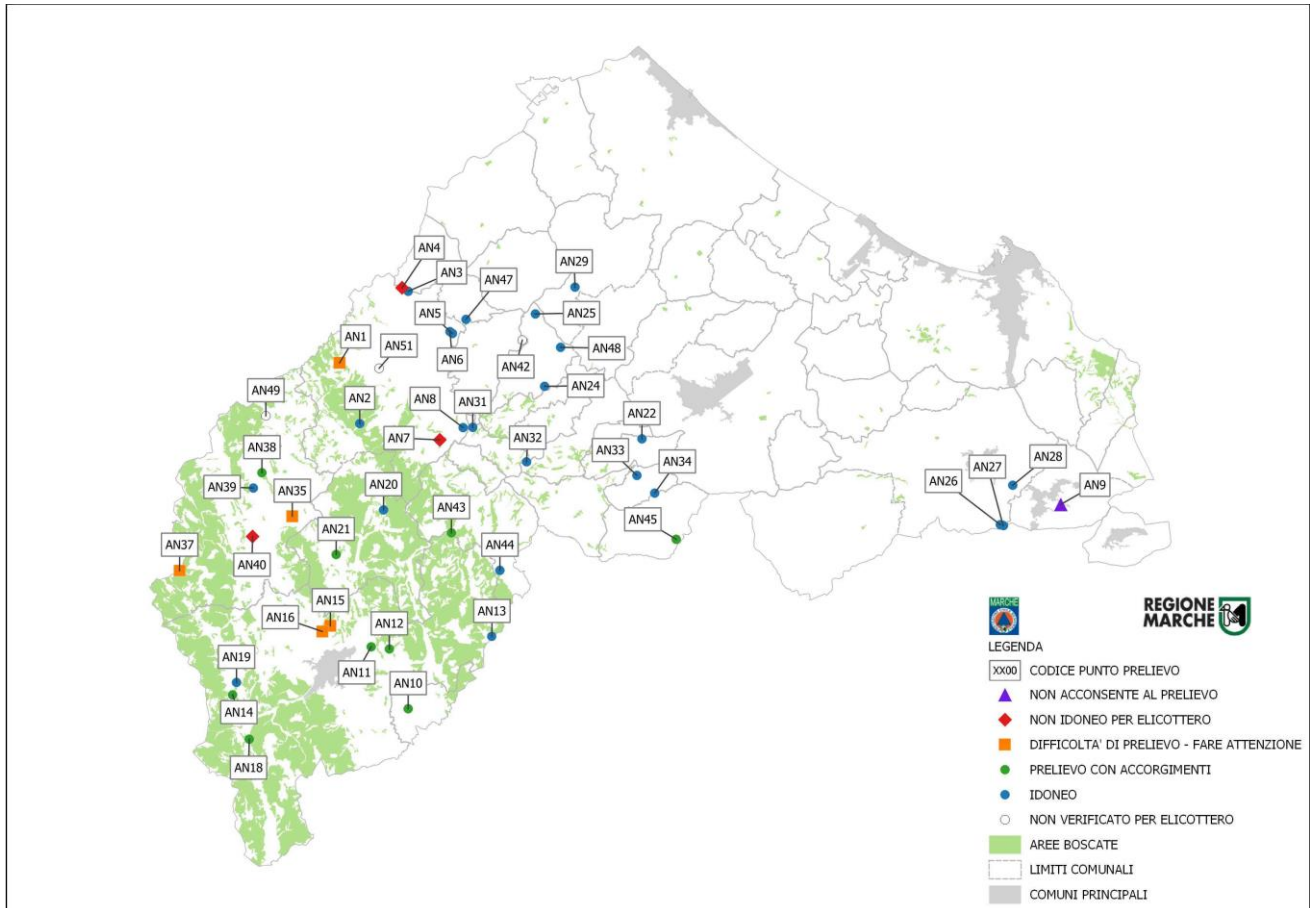 AN4
AN3
AN47
AN29
AN5
AN25
AN1
AN51
AN6
AN42
AN48
AN49
AN2
AN8
AN31
AN24
AN7
AN22
AN38
AN32
AN33
AN34
AN28
AN27
AN26
AN9
AN39
AN35
AN20
AN43
AN21
AN45
AN37
AN40
AN44
AN15
AN16
AN12
AN13
AN19
AN11
AN10
AN14
AN18
MARCHE
REGIONE
MARCHE
LEGENDA
XX00 CODICE PUNTO PRELIEVO
NON ACCONSENTE AL PRELIEVO
NON IDONEO PER ELICOTTERO
DIFFICOLTA' DI PRELIEVO - FARE ATTENZIONE
PRELIEVO CON ACCORGIMENTI
IDONEO
NON VERIFICATO PER ELICOTTERO
AREE BOSCATE
LIMITI COMUNALI
COMUNI PRINCIPALI